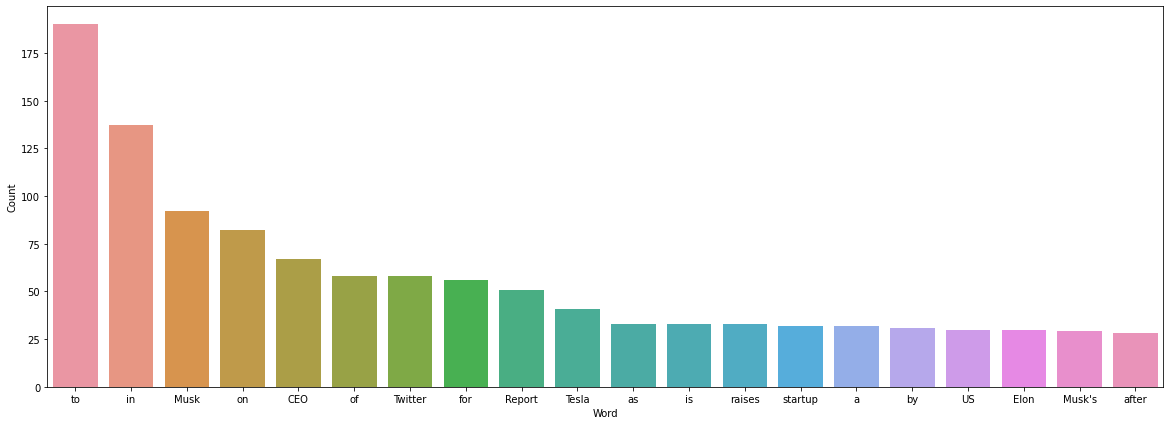 175
150
125
100
75
50
25
0
Count
to in Musk on CEO of Twitter for Report Tesla as is raises startup a by US Elon Musk's after
Word